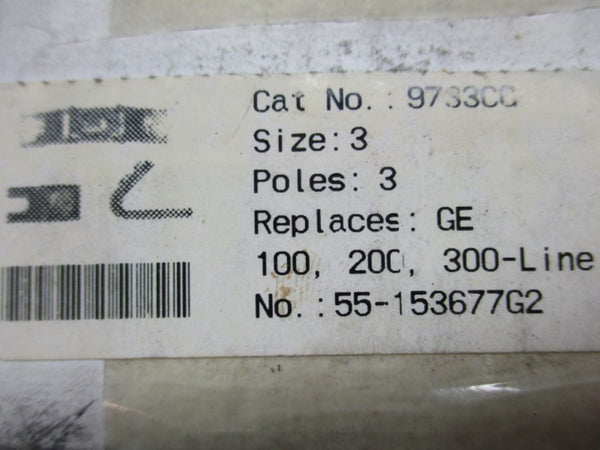 Cat No.: 9733CC
Size: 3
Poles: 3
Replaces: GE
100, 200, 300-Line
No.: 55-153677G2